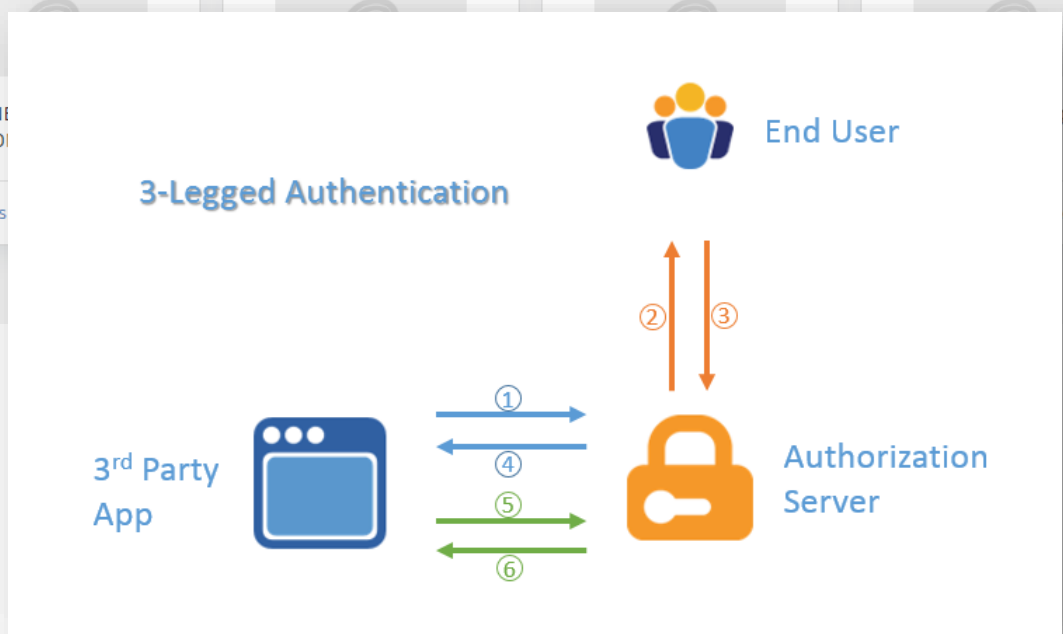 End User
3-Legged Authentication
②
③
①
④
3rd Party
App
Authorization
Server
⑤
⑥